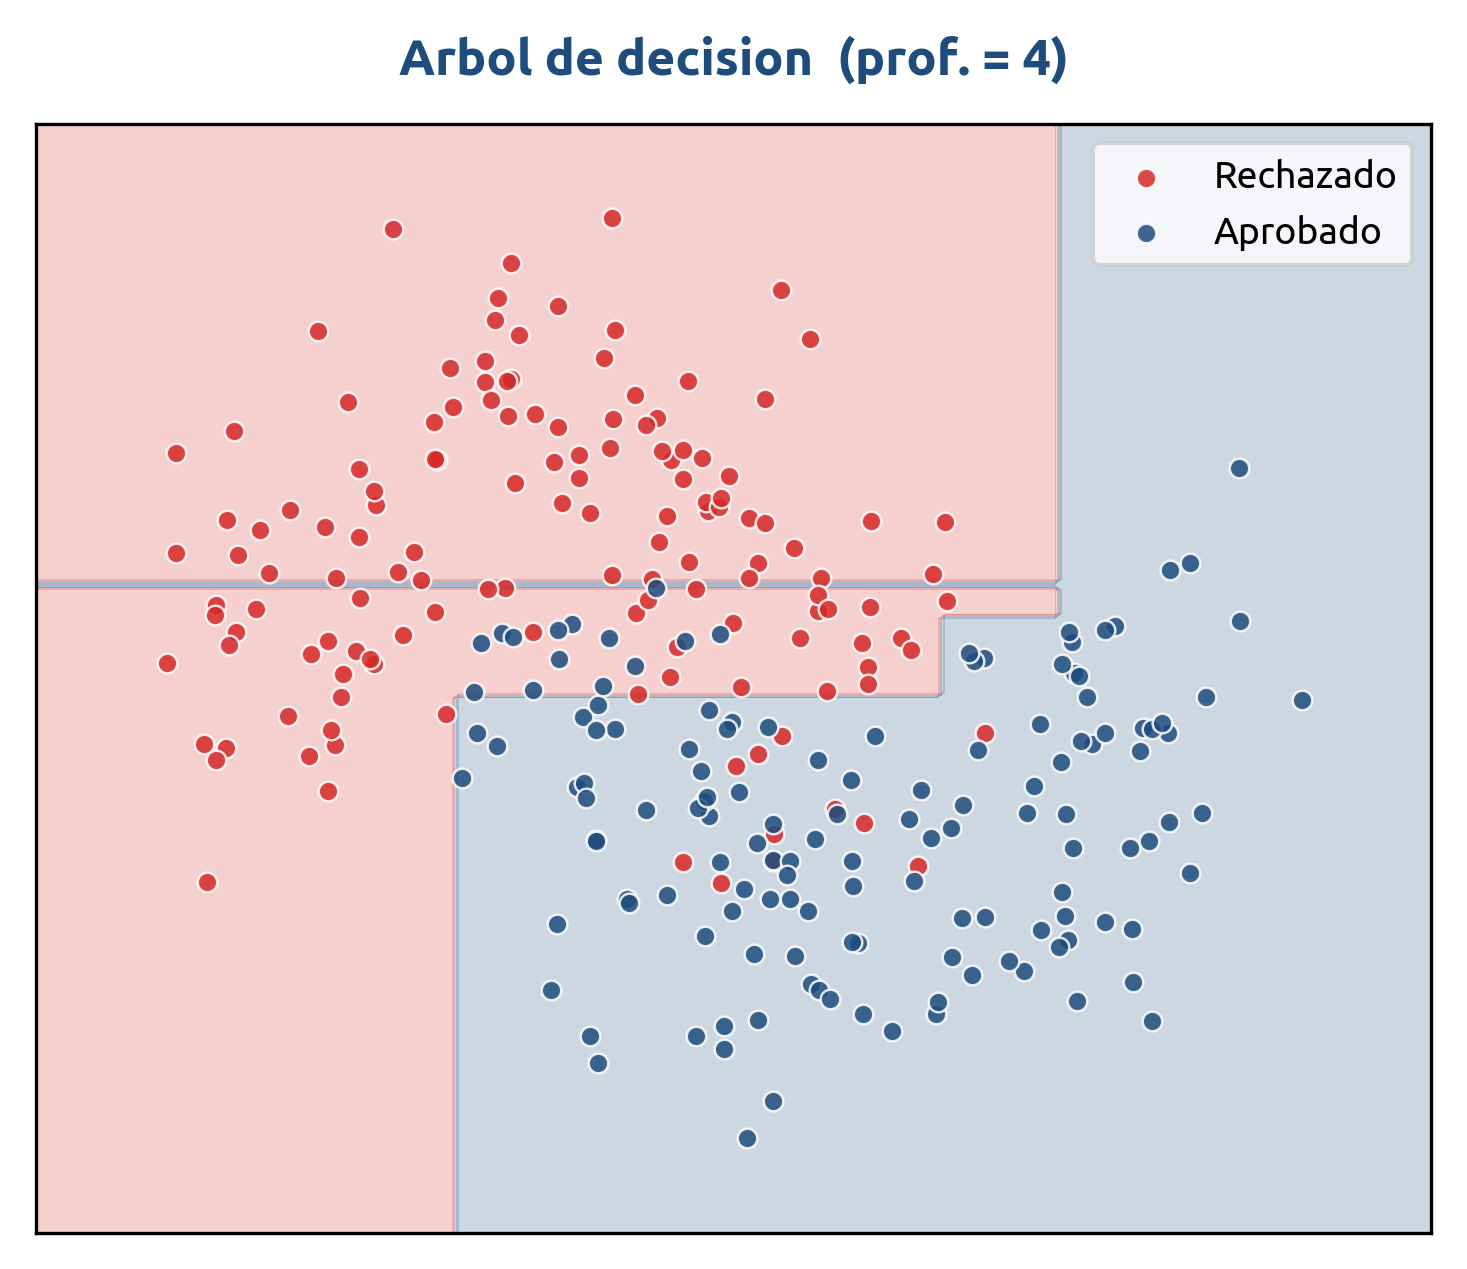 Arbol de decision (prof. = 4)
Rechazado
Aprobado